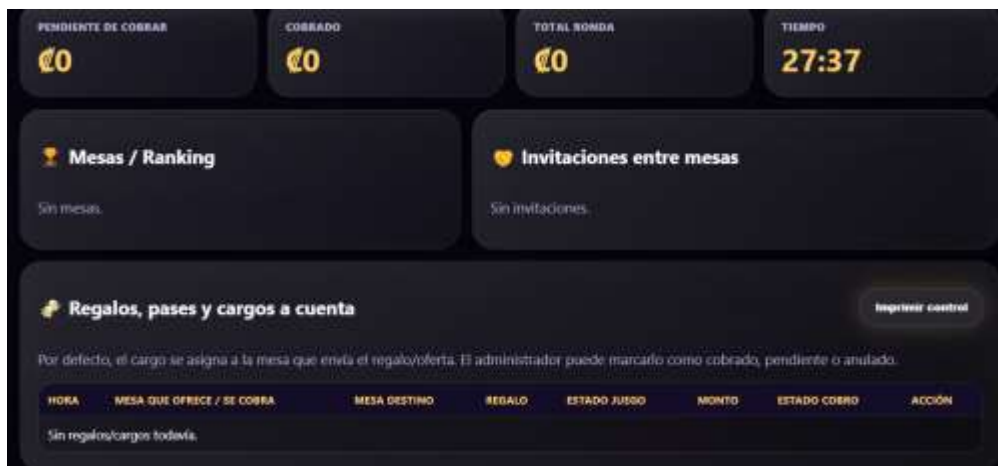 PENDIENTE DE COBRAR
₡0
COBRADO
₡0
TOTAL RONDA
₡0
TIEMPO
27:37
Mesas / Ranking
Sin mesas.
Invitaciones entre mesas
Sin invitaciones.
Regalos, pases y cargos a cuenta
Imprimir control
Por defecto, el cargo se asigna a la mesa que envía el regalo/oferta. El administrador puede marcarlo como cobrado, pendiente o anulado.
HORA MESA QUE OFRECE / SE COBRA MESA DESTINO REGALO ESTADO JUEGO MONTO ESTADO COBRO ACCIÓN
Sin regalos/cargos todavía.